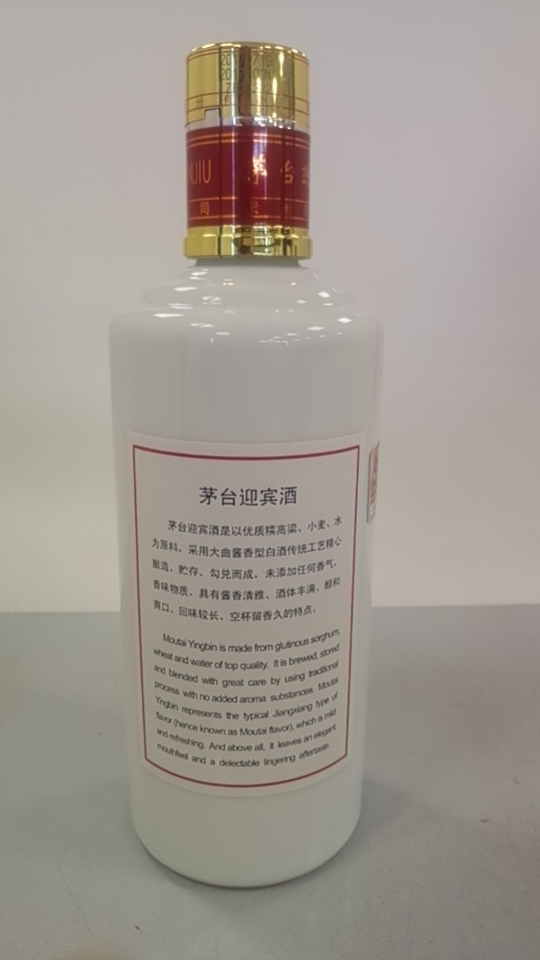 NJIU 茅台
司
茅台迎宾酒
茅台迎宾酒是以优质糯高粱、小麦、水
为原料，采用大曲酱香型白酒传统工艺精心
酿造、贮存、勾兑而成，未添加任何香气、
香味物质。具有酱香清雅、酒体丰满、醇和
爽口、回味较长、空杯留香久的特点。
Moutai Yingbin is made from glutinous sorghum,
wheat and water of top quality. It is brewed, stored
and blended with great care by using traditional
process with no added aroma substances. Moutai
Yingbin represents the typical Jiangxiang type of
flavor (hence known as Moutai flavor), which is mild
and refreshing. And above all, it leaves an elegant
mouthfeel and a delectable lingering aftertaste.